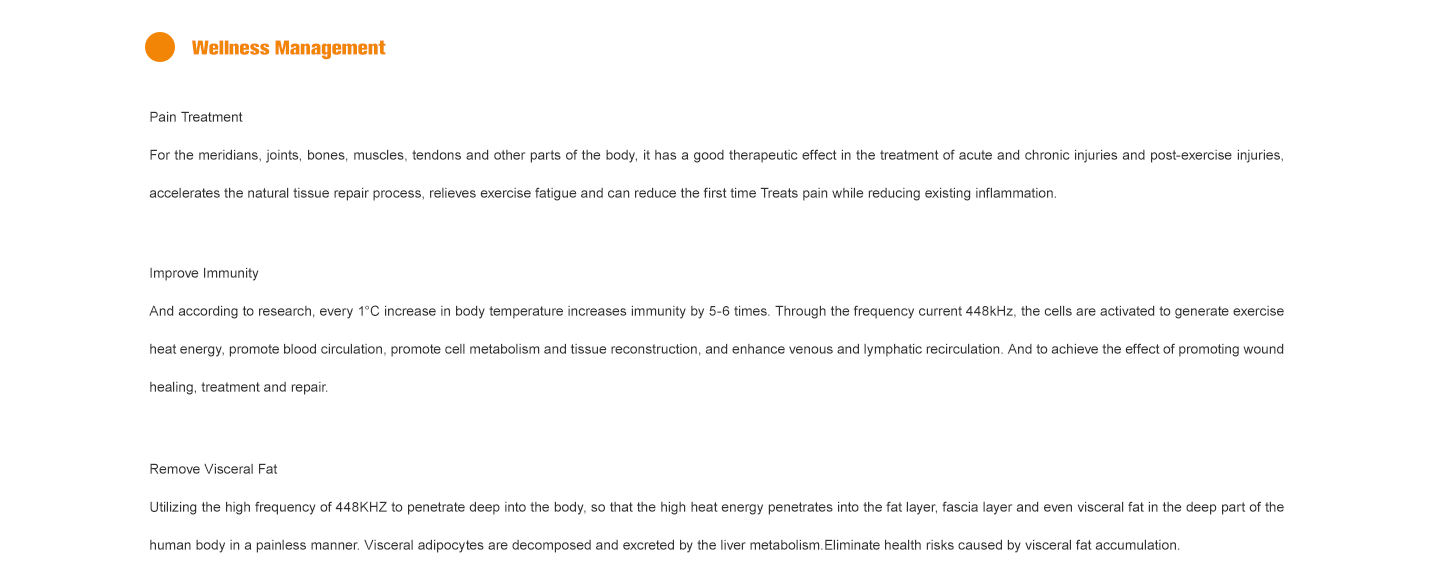 Wellness Management
Pain Treatment
For the meridians, joints, bones, muscles, tendons and other parts of the body, it has a good therapeutic effect in the treatment of acute and chronic injuries and post-exercise injuries,
accelerates the natural tissue repair process, relieves exercise fatigue and can reduce the first time Treats pain while reducing existing inflammation.
Improve Immunity
And according to research, every 1°C increase in body temperature increases immunity by 5-6 times. Through the frequency current 448kHz, the cells are activated to generate exercise
heat energy, promote blood circulation, promote cell metabolism and tissue reconstruction, and enhance venous and lymphatic recirculation. And to achieve the effect of promoting wound
healing, treatment and repair.
Remove Visceral Fat
Utilizing the high frequency of 448KHZ to penetrate deep into the body, so that the high heat energy penetrates into the fat layer, fascia layer and even visceral fat in the deep part of the
human body in a painless manner. Visceral adipocytes are decomposed and excreted by the liver metabolism.Eliminate health risks caused by visceral fat accumulation.